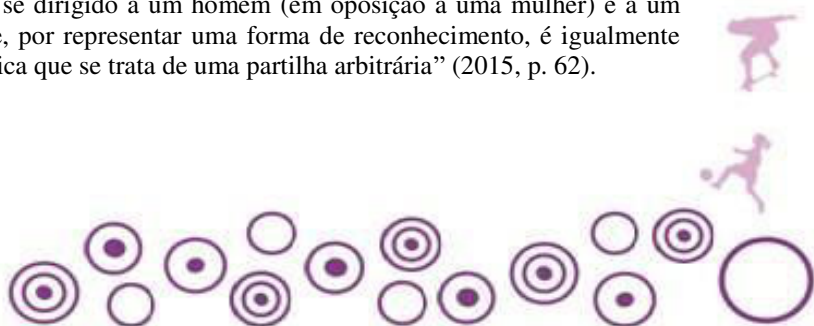 se dirigido a um homem (em oposição a uma mulher) e a um
, por representar uma forma de reconhecimento, é igualmente
ica que se trata de uma partilha arbitrária” (2015, p. 62).